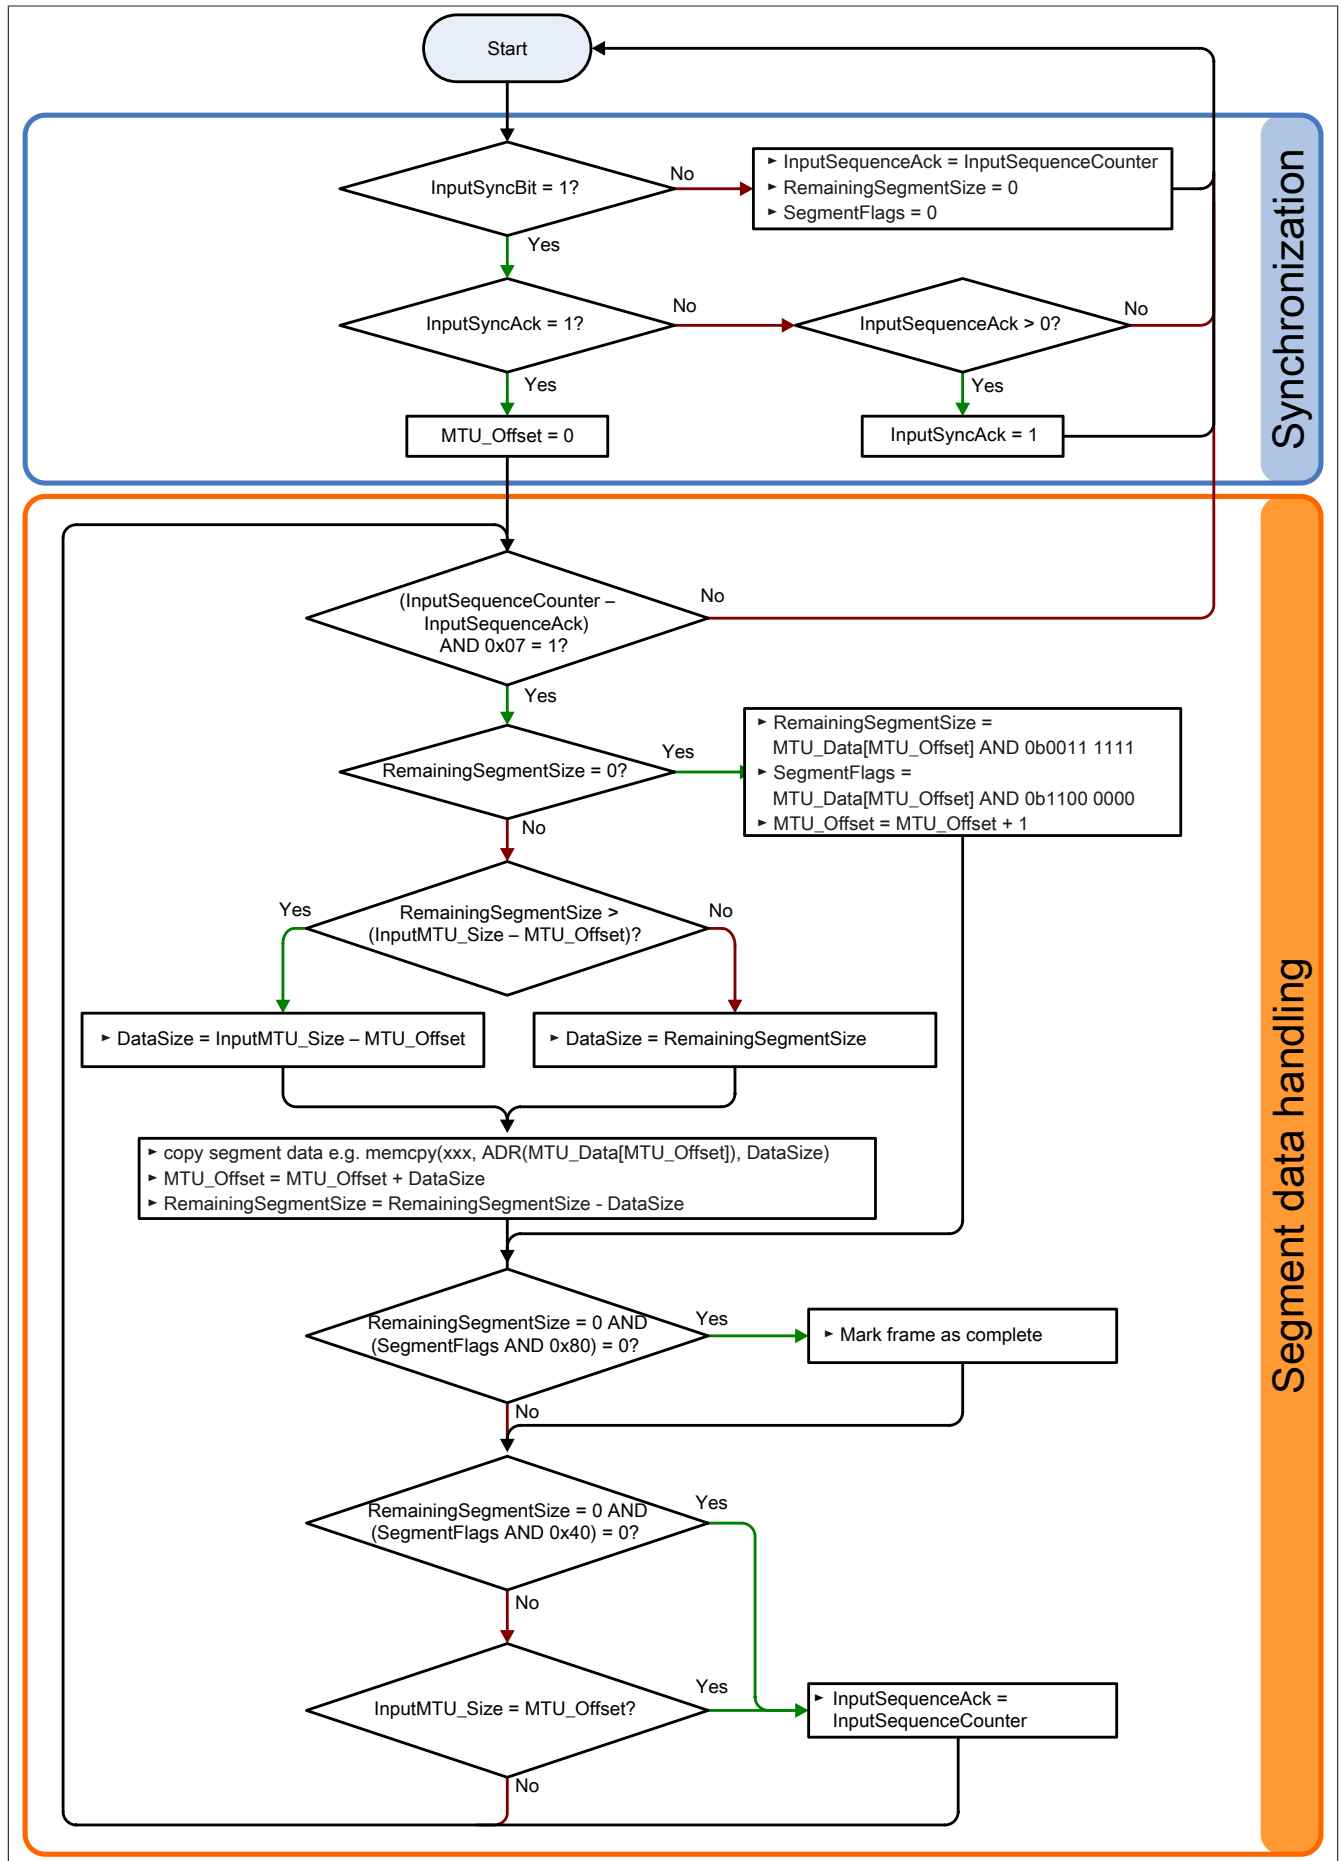 Start
Synchronization
InputSyncBit = 1?
No
► InputSequenceAck = InputSequenceCounter
► RemainingSegmentSize = 0
► SegmentFlags = 0
Yes
InputSyncAck = 1?
No
InputSequenceAck > 0?
No
Yes
Yes
MTU_Offset = 0
InputSyncAck = 1
Segment data handling
(InputSequenceCounter –
InputSequenceAck)
AND 0x07 = 1?
No
Yes
RemainingSegmentSize = 0?
Yes
► RemainingSegmentSize =
MTU_Data[MTU_Offset] AND 0b0011 1111
► SegmentFlags =
MTU_Data[MTU_Offset] AND 0b1100 0000
► MTU_Offset = MTU_Offset + 1
No
RemainingSegmentSize >
(InputMTU_Size – MTU_Offset)?
Yes
No
► DataSize = InputMTU_Size – MTU_Offset
► DataSize = RemainingSegmentSize
► copy segment data e.g. memcpy(xxx, ADR(MTU_Data[MTU_Offset]), DataSize)
► MTU_Offset = MTU_Offset + DataSize
► RemainingSegmentSize = RemainingSegmentSize - DataSize
RemainingSegmentSize = 0 AND
(SegmentFlags AND 0x80) = 0?
Yes
► Mark frame as complete
No
RemainingSegmentSize = 0 AND
(SegmentFlags AND 0x40) = 0?
Yes
No
InputMTU_Size = MTU_Offset?
Yes
► InputSequenceAck =
InputSequenceCounter
No